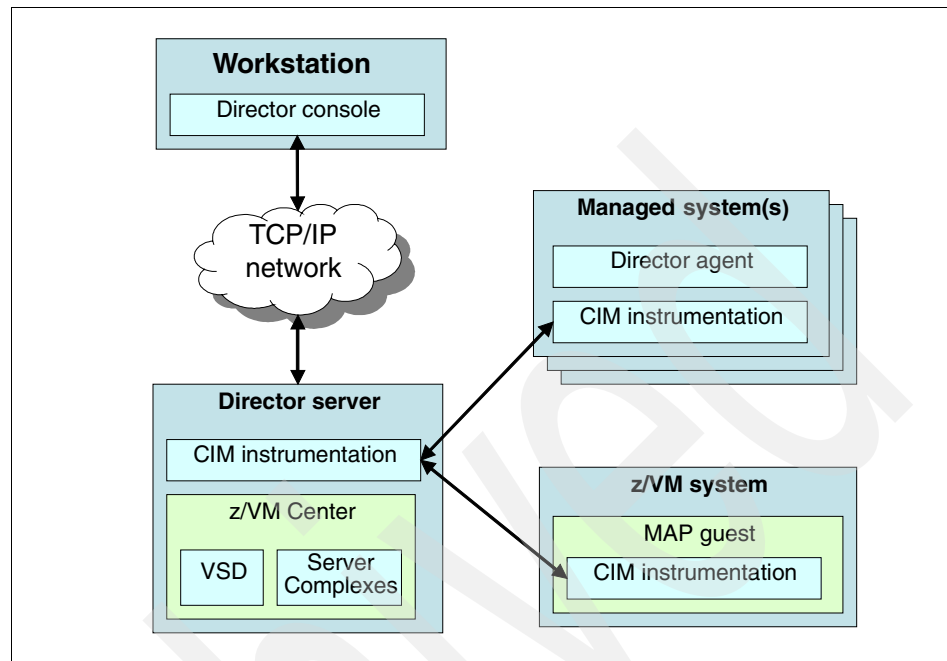 Workstation
Director console
TCP/IP
network
Managed system(s)
Director agent
CIM instrumentation
Director server
CIM instrumentation
z/VM Center
VSD
Server
Complexes
z/VM system
MAP guest
CIM instrumentation